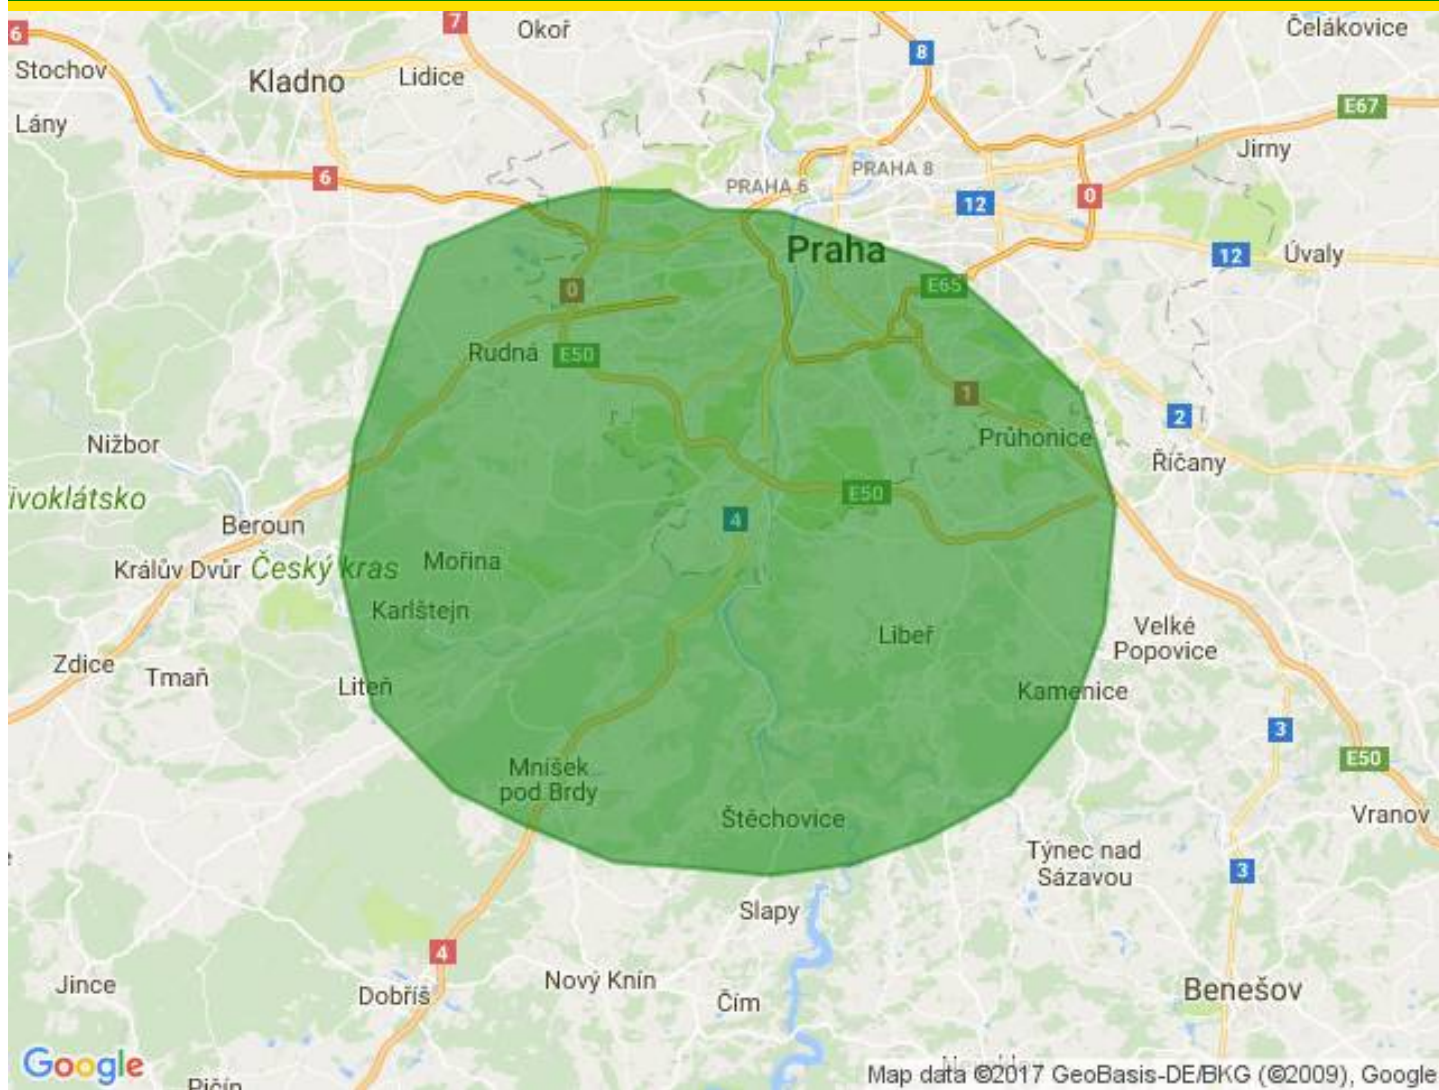 7
Okoř
Čelákovice
6
8
Stochov
Kladno
Lidice
E67
Lány
Jirny
PRAHA 8
6
PRAHA 6
12
0
Praha
12
Úvaly
E65
0
Rudná
E50
1
2
Nižbor
Průhonice
Říčany
ivoklátsko
E50
Beroun
4
Králův Dvůr
Český kras
Mořina
Karlštejn
Libeř
Velké
Popovice
Zdice
Tmaň
Liteň
Kamenice
3
Mníšek
pod Brdy
E50
Štěchovice
Vranov
Týnec nad
Sázavou
3
Slapy
4
Jince
Dobříš
Nový Knín
Čím
Benešov
Google
Map data ©2017 GeoBasis-DE/BKG (©2009), Google